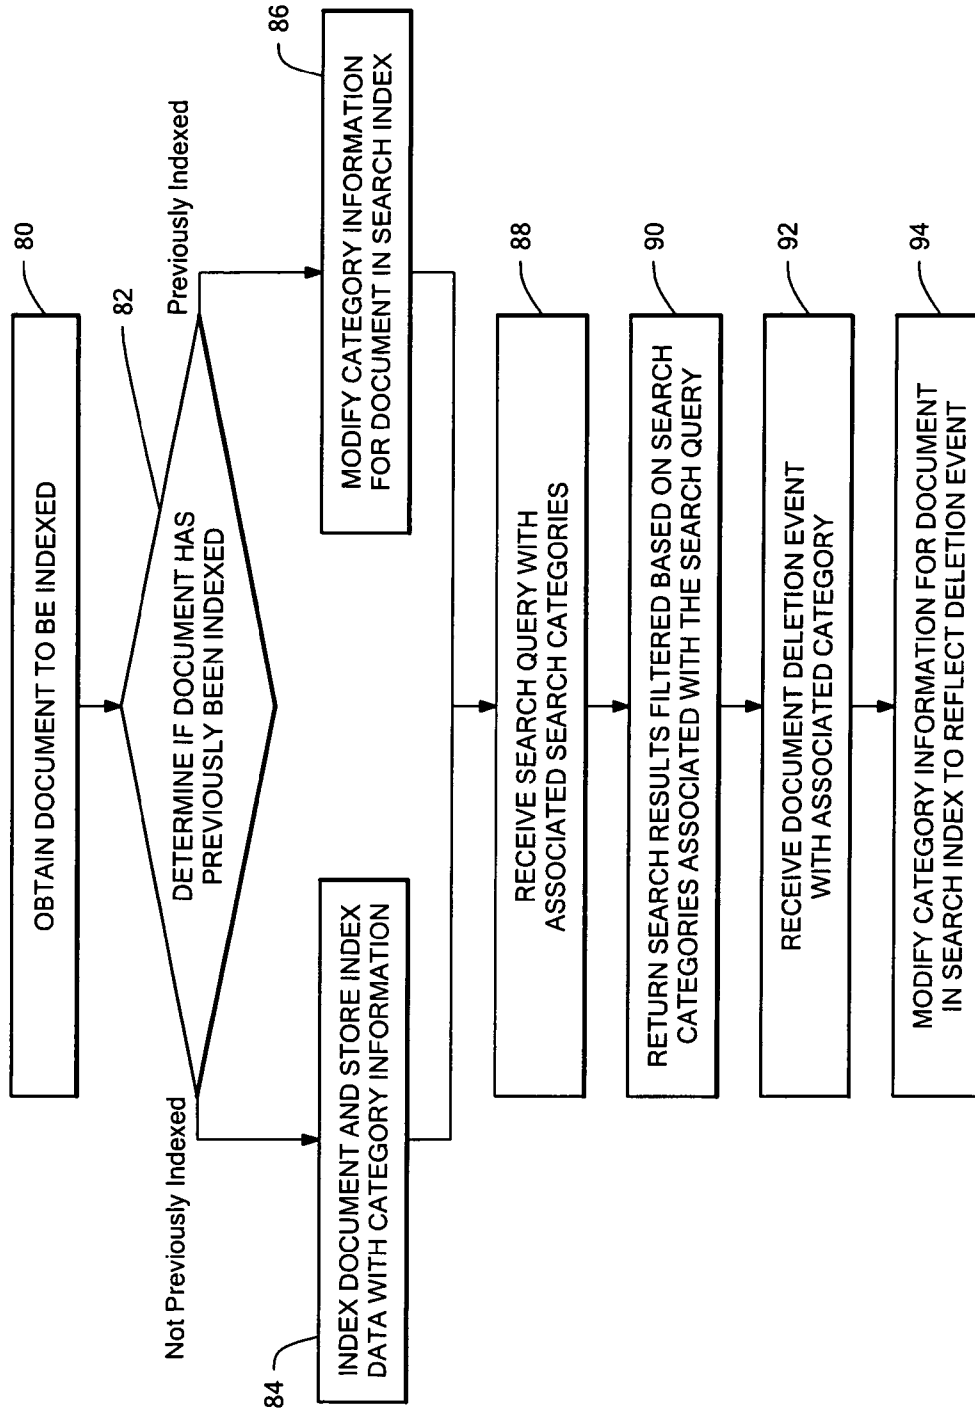 80
OBTAIN DOCUMENT TO BE INDEXED
82
DETERMINE IF DOCUMENT HAS
PREVIOUSLY BEEN INDEXED
Not Previously Indexed
Previously Indexed
84
INDEX DOCUMENT AND STORE INDEX
DATA WITH CATEGORY INFORMATION
86
MODIFY CATEGORY INFORMATION
FOR DOCUMENT IN SEARCH INDEX
88
RECEIVE SEARCH QUERY WITH
ASSOCIATED SEARCH CATEGORIES
90
RETURN SEARCH RESULTS FILTERED BASED ON SEARCH
CATEGORIES ASSOCIATED WITH THE SEARCH QUERY
92
RECEIVE DOCUMENT DELETION EVENT
WITH ASSOCIATED CATEGORY
94
MODIFY CATEGORY INFORMATION FOR DOCUMENT
IN SEARCH INDEX TO REFLECT DELETION EVENT